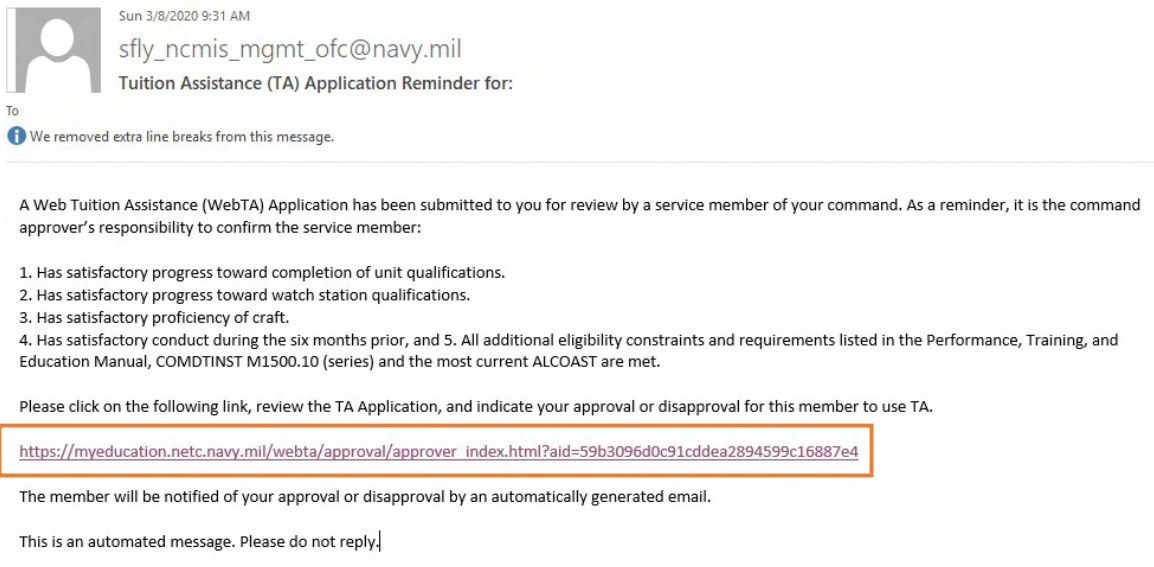 Sun 3/8/2020 9:31 AM
sfly_ncmis_mgmt_ofc@navy.mil
Tuition Assistance (TA) Application Reminder for:
To
We removed extra line breaks from this message.
A Web Tuition Assistance (WebTA) Application has been submitted to you for review by a service member of your command. As a reminder, it is the command
approver’s responsibility to confirm the service member:
1. Has satisfactory progress toward completion of unit qualifications.
2. Has satisfactory progress toward watch station qualifications.
3. Has satisfactory proficiency of craft.
4. Has satisfactory conduct during the six months prior, and 5. All additional eligibility constraints and requirements listed in the Performance, Training, and
Education Manual, COMDTINST M1500.10 (series) and the most current ALCOAST are met.
Please click on the following link, review the TA Application, and indicate your approval or disapproval for this member to use TA.
https://myeducation.netc.navy.mil/webta/approval/approver_index.html?aid=59b3096d0c91cddea2894599c16887e4
The member will be notified of your approval or disapproval by an automatically generated email.
This is an automated message. Please do not reply.